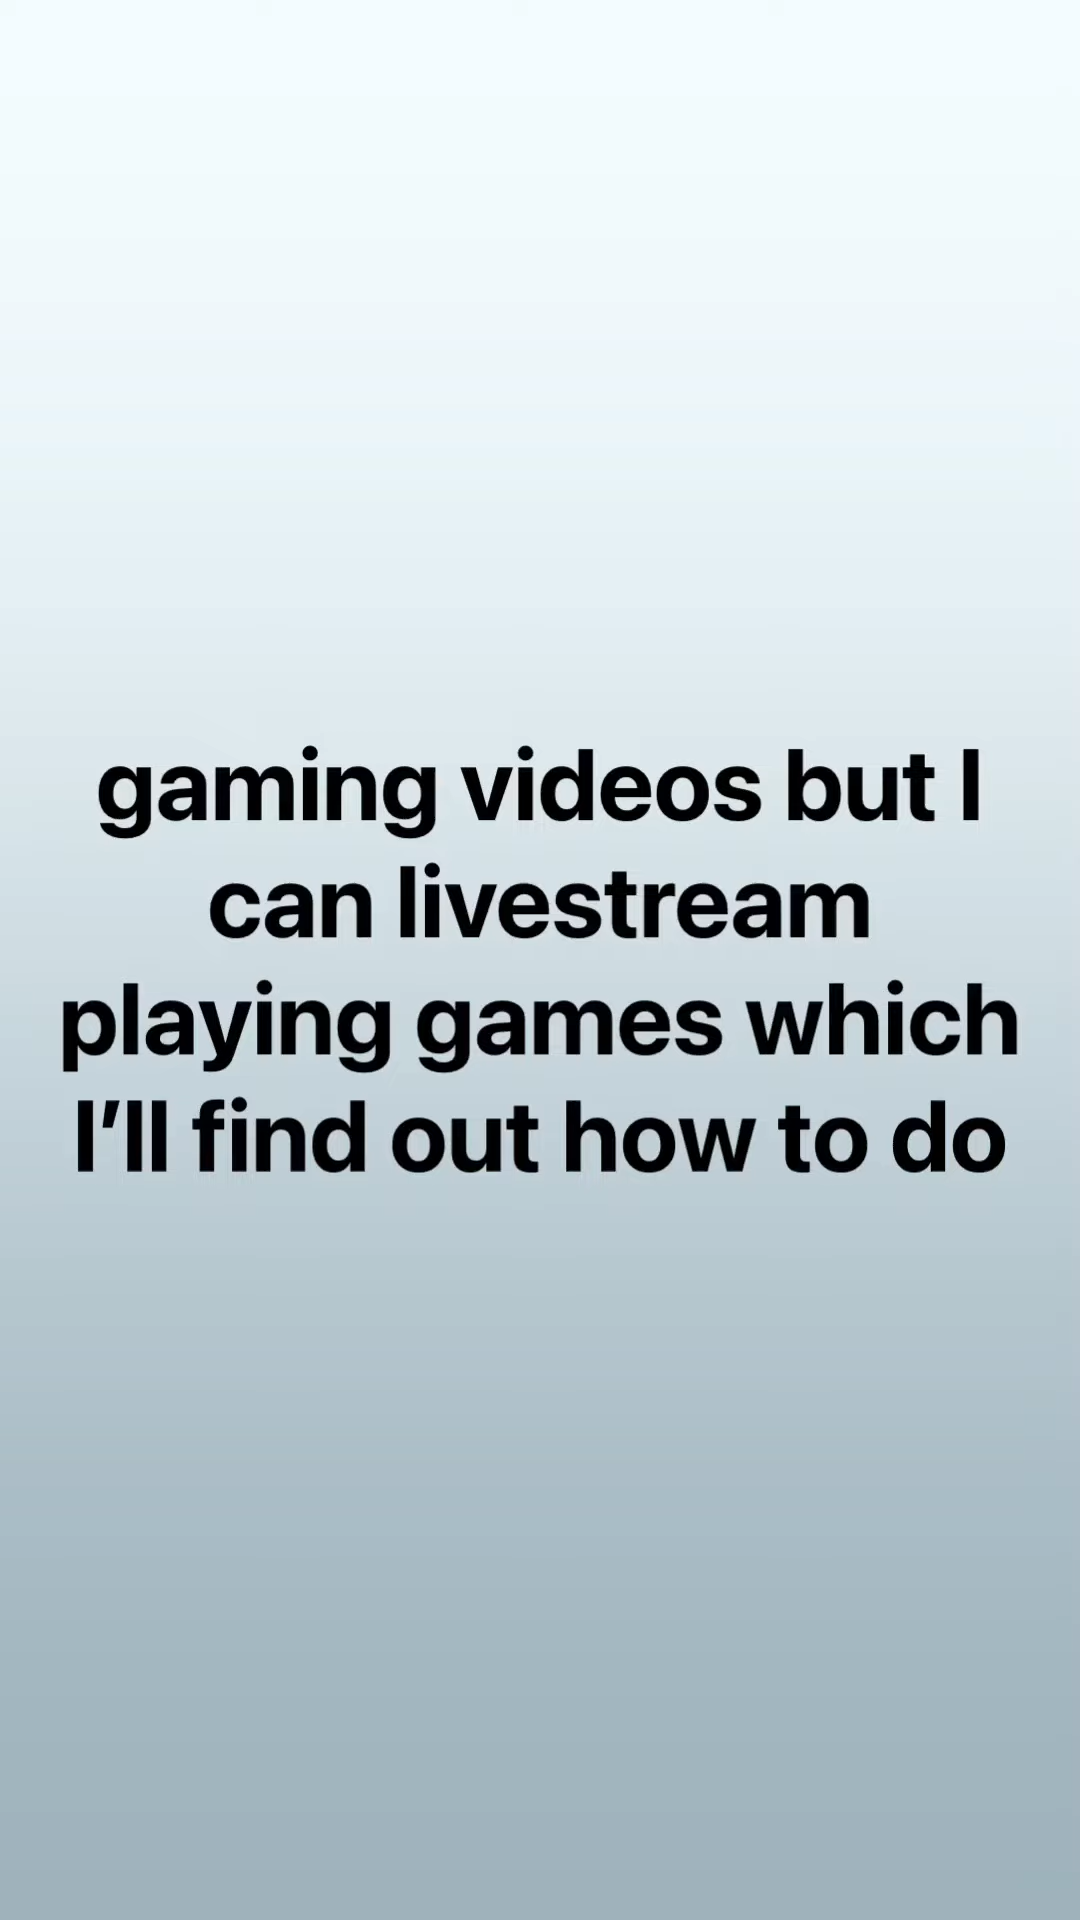 gaming videos but I
can livestream
playing games which
I’ll find out how to do